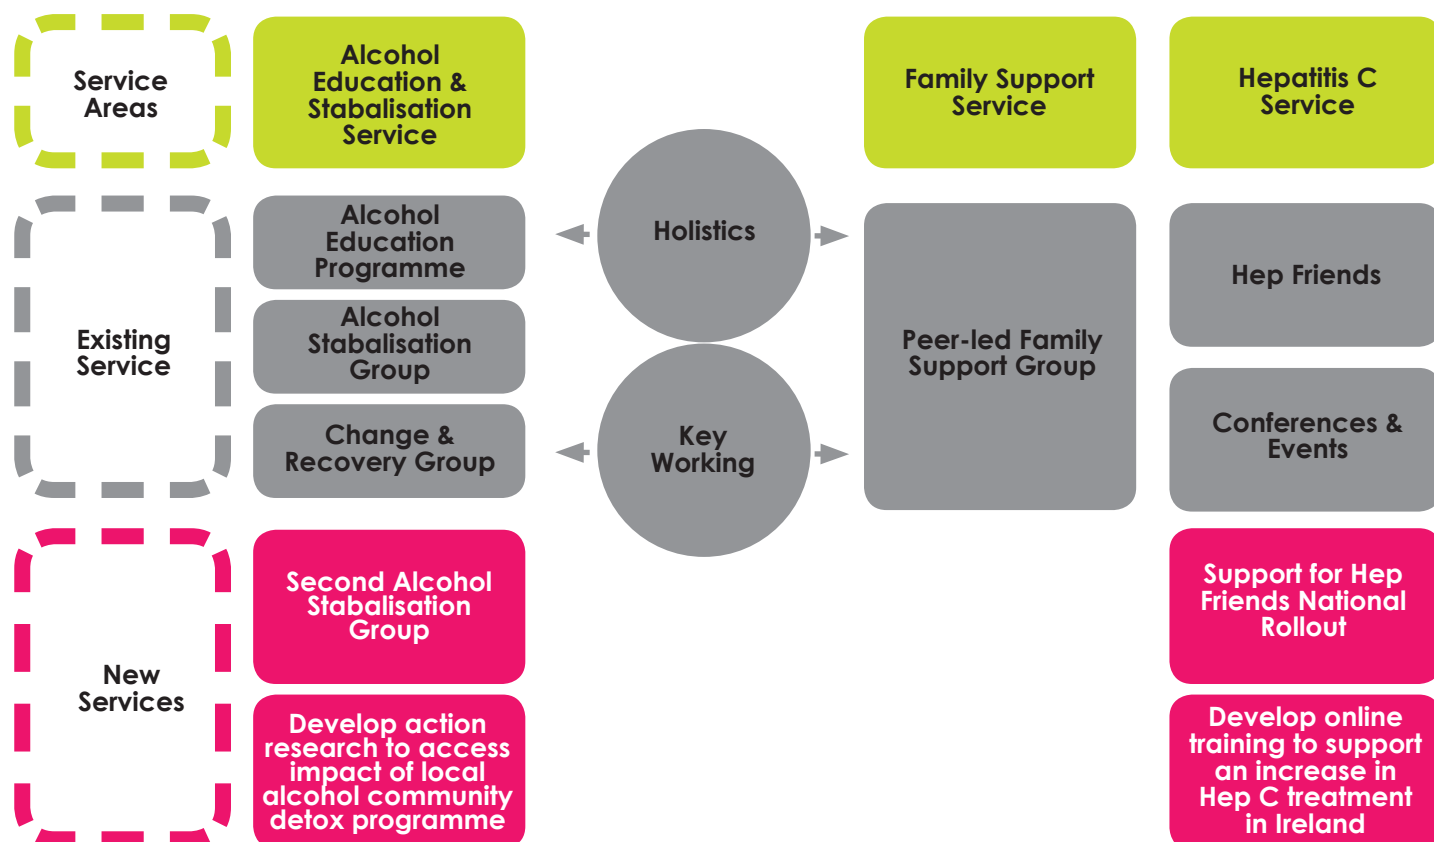 Service
Areas
Alcohol
Education &
Stabalisation
Service
Family Support
Service
Hepatitis C
Service
Existing
Service
Alcohol
Education
Programme
Alcohol
Stabalisation
Group
Change &
Recovery Group
Holistics
Key
Working
Peer-led Family
Support Group
Hep Friends
Conferences &
Events
New
Services
Second Alcohol
Stabalisation
Group
Develop action
research to access
impact of local
alcohol community
detox programme
Support for Hep
Friends National
Rollout
Develop online
training to support
an increase in
Hep C treatment
in Ireland